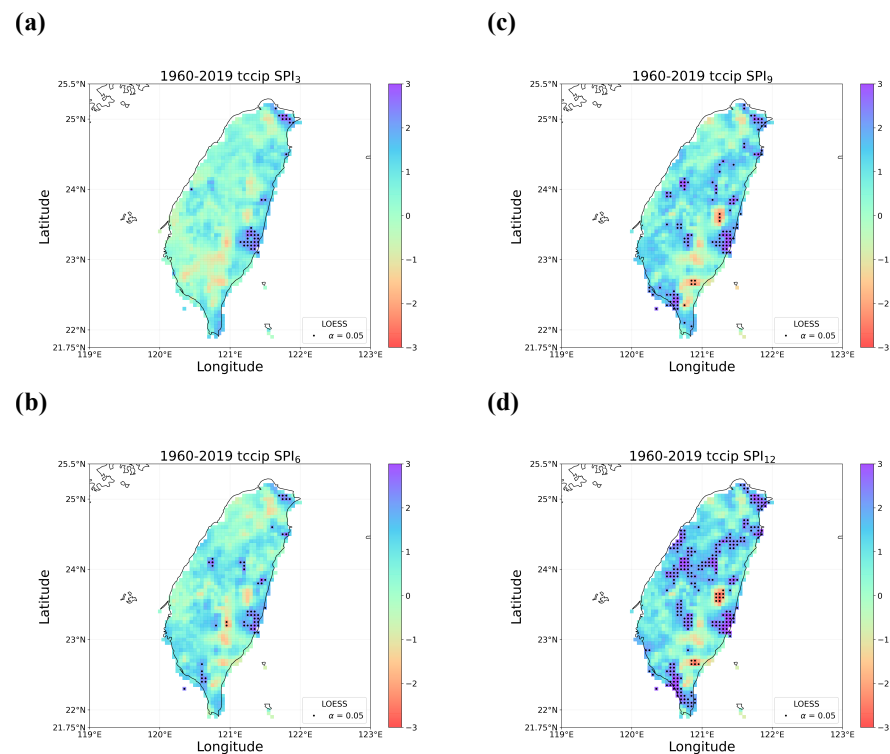 (a)
1960-2019 tccip SPI₃
25.5°N
25°N
24°N
23°N
22°N
21.75°N
Latitude
119°E
120°E
121°E
122°E
123°E
Longitude
LOESS
α = 0.05
3
2
1
0
−1
−2
−3
(c)
1960-2019 tccip SPI₉
25.5°N
25°N
24°N
23°N
22°N
21.75°N
Latitude
119°E
120°E
121°E
122°E
123°E
Longitude
LOESS
α = 0.05
3
2
1
0
−1
−2
−3
(b)
1960-2019 tccip SPI₆
25.5°N
25°N
24°N
23°N
22°N
21.75°N
Latitude
119°E
120°E
121°E
122°E
123°E
Longitude
LOESS
α = 0.05
3
2
1
0
−1
−2
−3
(d)
1960-2019 tccip SPI₁₂
25.5°N
25°N
24°N
23°N
22°N
21.75°N
Latitude
119°E
120°E
121°E
122°E
123°E
Longitude
LOESS
α = 0.05
3
2
1
0
−1
−2
−3